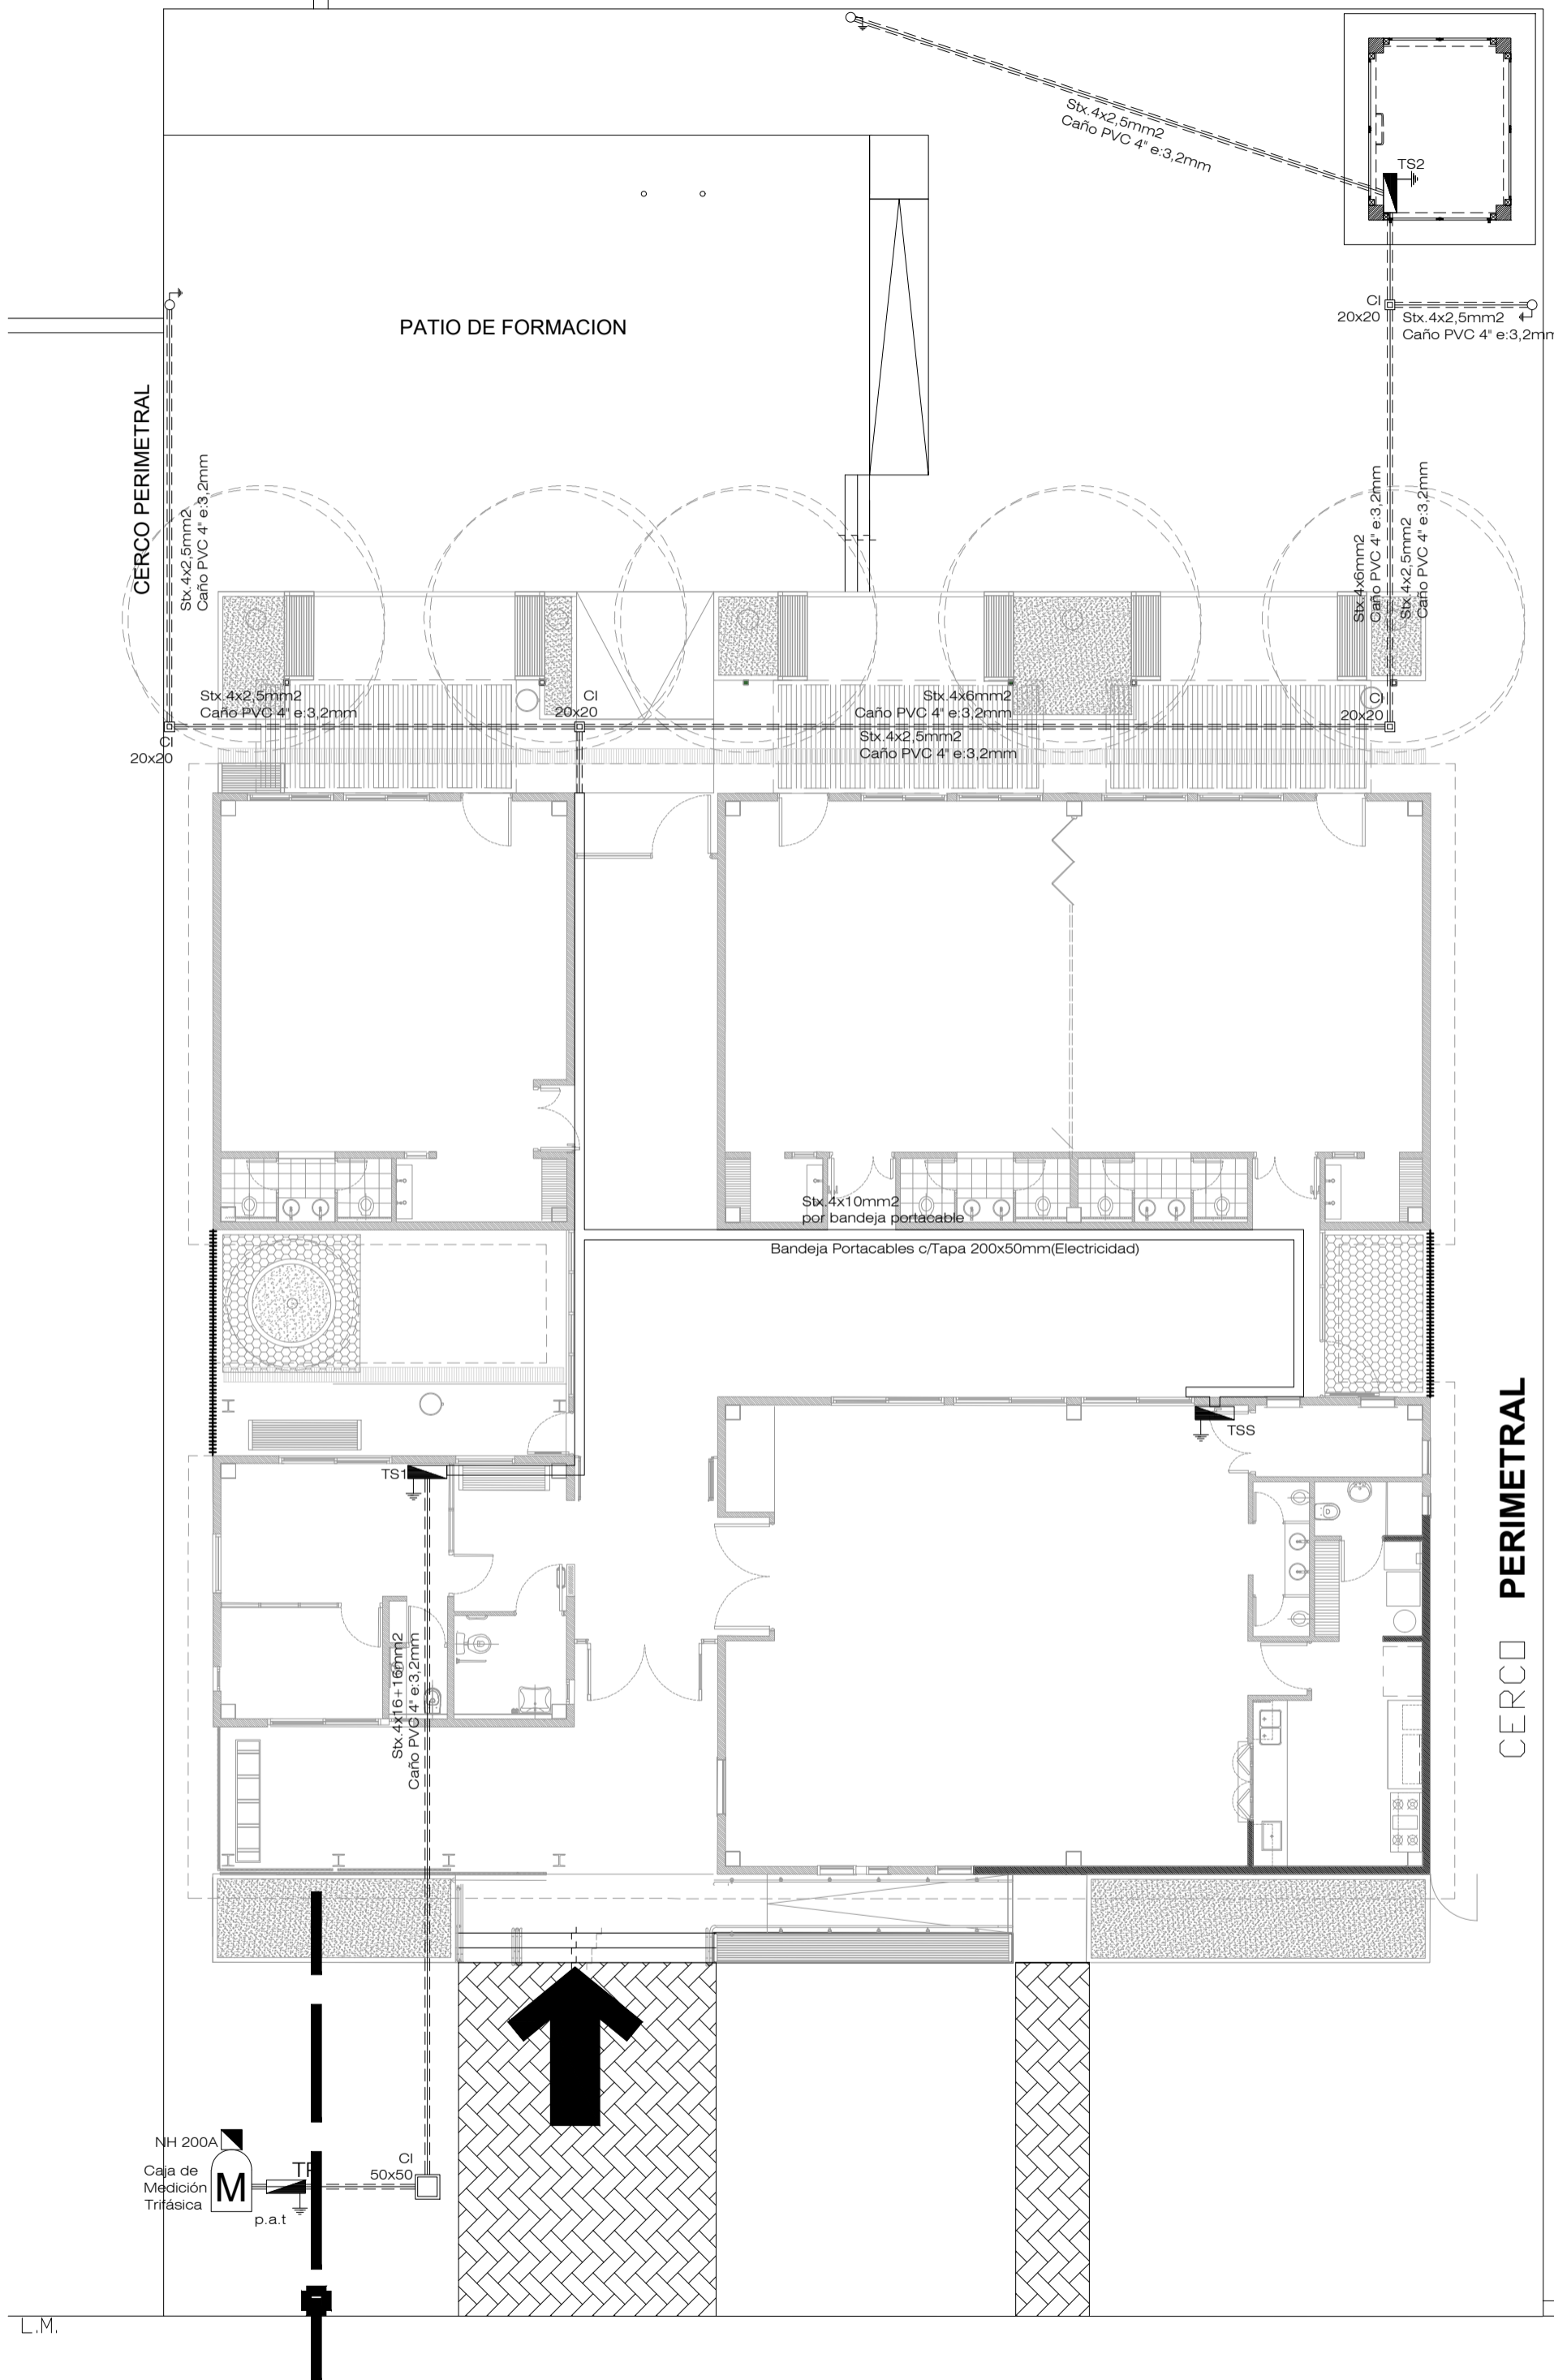 Stx.4x2,5mm2
Caño PVC 4" e:3,2mm
TS2
CI
20x20
Stx.4x2,5mm2
Caño PVC 4" e:3,2mm
PATIO DE FORMACION
CERCO PERIMETRAL
Stx.4x2,5mm2
Caño PVC 4" e:3,2mm
Stx.4x6mm2
Caño PVC 4" e:3,2mm
Stx.4x2,5mm2
Caño PVC 4" e:3,2mm
Stx.4x2,5mm2
Caño PVC 4" e:3,2mm
CI
20x20
CI
20x20
Stx.4x6mm2
Caño PVC 4" e:3,2mm
Stx.4x2,5mm2
Caño PVC 4" e:3,2mm
CI
20x20
Stx.4x10mm2
por bandeja portacable
Bandeja Portacables c/Tapa 200x50mm(Electricidad)
TSS
TS1
CERCO PERIMETRAL
Stx.4x16+16mm2
Caño PVC 4" e:3,2mm
NH 200A
Caja de
Medición
Trifásica
M
p.a.t
CI
50x50
L.M.